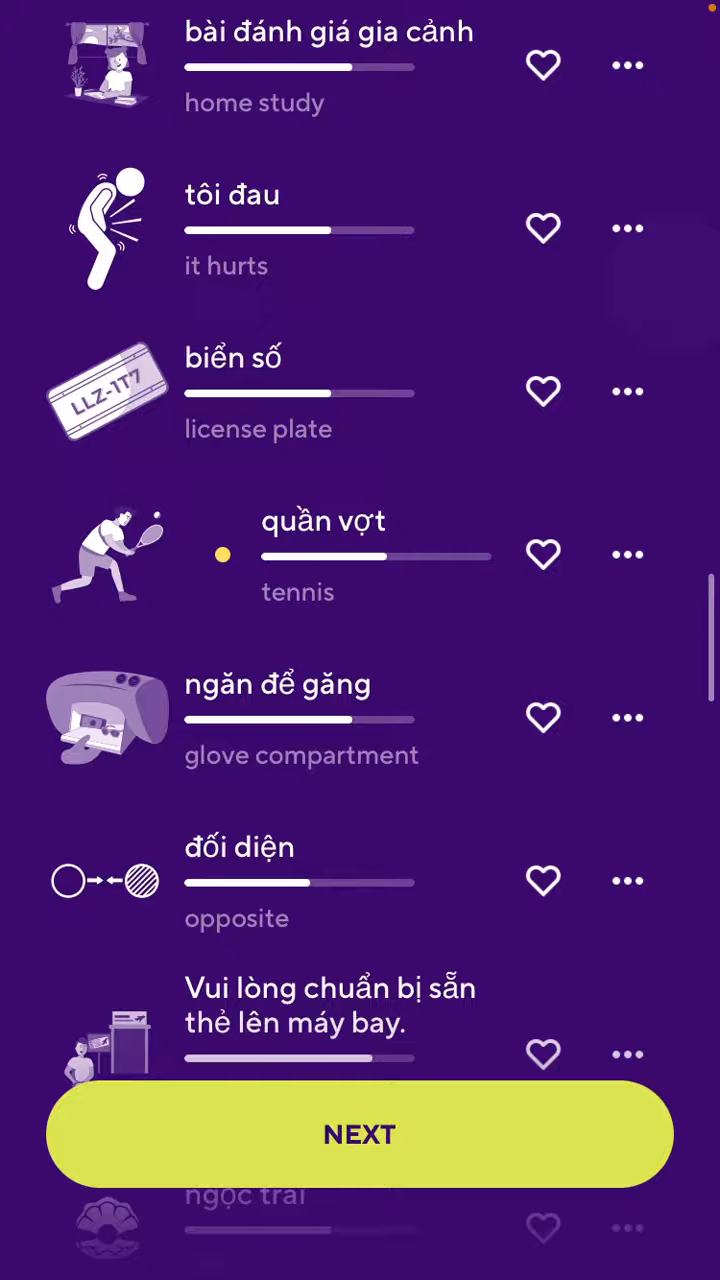 bài đánh giá gia cảnh
home study
tôi đau
it hurts
LLZ-1T7
biển số
license plate
quần vợt
tennis
ngăn để găng
glove compartment
đối diện
opposite
Vui lòng chuẩn bị sẵn
thẻ lên máy bay.
NEXT
ngọc trai